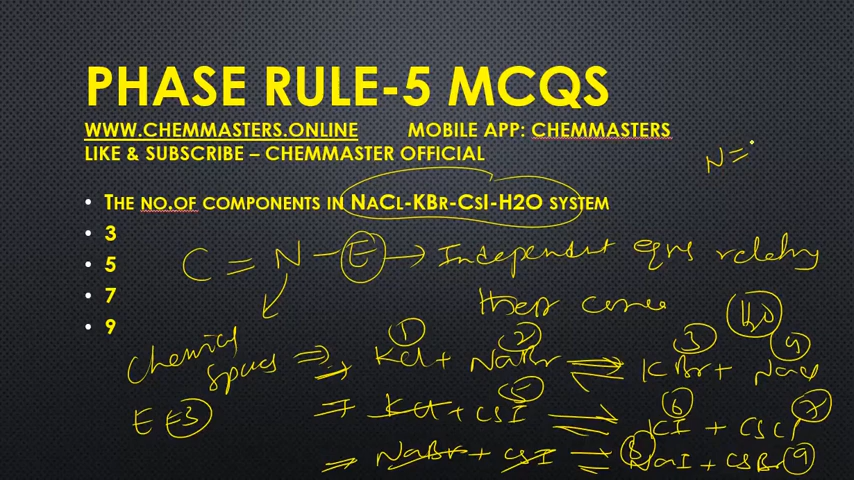 PHASE RULE-5 MCQS
WWW.CHEMMASTERS.ONLINE MOBILE APP: CHEMMASTERS
LIKE & SUBSCRIBE – CHEMMASTER OFFICIAL
N =
• THE NO.OF COMPONENTS IN NACL-KBR-CSI-H2O SYSTEM
• 3
• 5
• 7
• 9
C = N – E → Independent eqns relating
their conc
H2O
Chemical species ⇒
① ② ③ ④
→ KCl + NaBr ⇌ KBr + NaCl
⑤ ⑥ ⑦
⇒ KCl + CSI ⇌ KI + CSCl
E = 3
⇒ NaBr + CSI ⇌ ⑧ NaI + CSBr ⑨